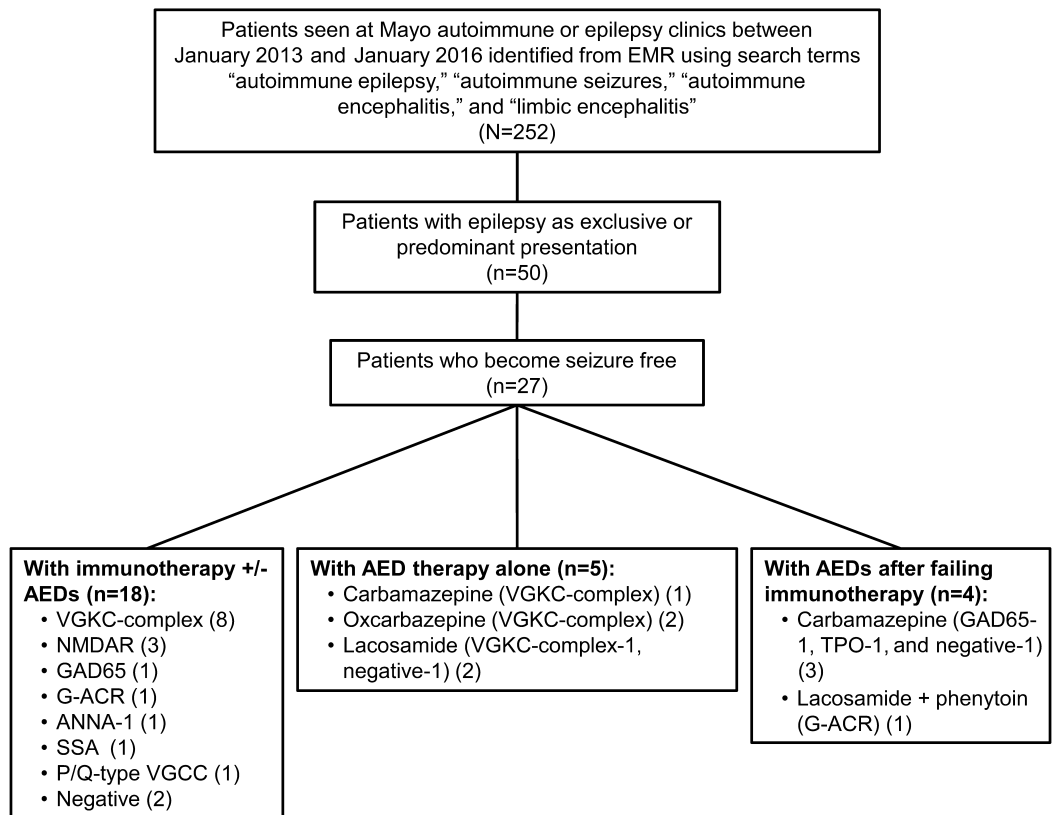 Patients seen at Mayo autoimmune or epilepsy clinics between
January 2013 and January 2016 identified from EMR using search terms
“autoimmune epilepsy,” “autoimmune seizures,” “autoimmune
encephalitis,” and “limbic encephalitis”
(N=252)
Patients with epilepsy as exclusive or
predominant presentation
(n=50)
Patients who become seizure free
(n=27)
With immunotherapy +/-
AEDs (n=18):
• VGKC-complex (8)
• NMDAR (3)
• GAD65 (1)
• G-ACR (1)
• ANNA-1 (1)
• SSA (1)
• P/Q-type VGCC (1)
• Negative (2)
With AED therapy alone (n=5):
• Carbamazepine (VGKC-complex) (1)
• Oxcarbazepine (VGKC-complex) (2)
• Lacosamide (VGKC-complex-1,
negative-1) (2)
With AEDs after failing
immunotherapy (n=4):
• Carbamazepine (GAD65-
1, TPO-1, and negative-1)
(3)
• Lacosamide + phenytoin
(G-ACR) (1)